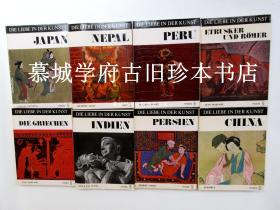 DIE LIEBE IN DER KUNST
JAPAN
DIE LIEBE IN DER KUNST
NEPAL
DIE LIEBE IN DER KUNST
PERU
DIE LIEBE IN DER KUNST
ETRUSKER
UND RÖMER
慕城学府古旧珍本书店
DIE LIEBE IN DER KUNST
DIE GRIECHEN
DIE LIEBE IN DER KUNST
INDIEN
DIE LIEBE IN DER KUNST
PERSIEN
DIE LIEBE IN DER KUNST
CHINA